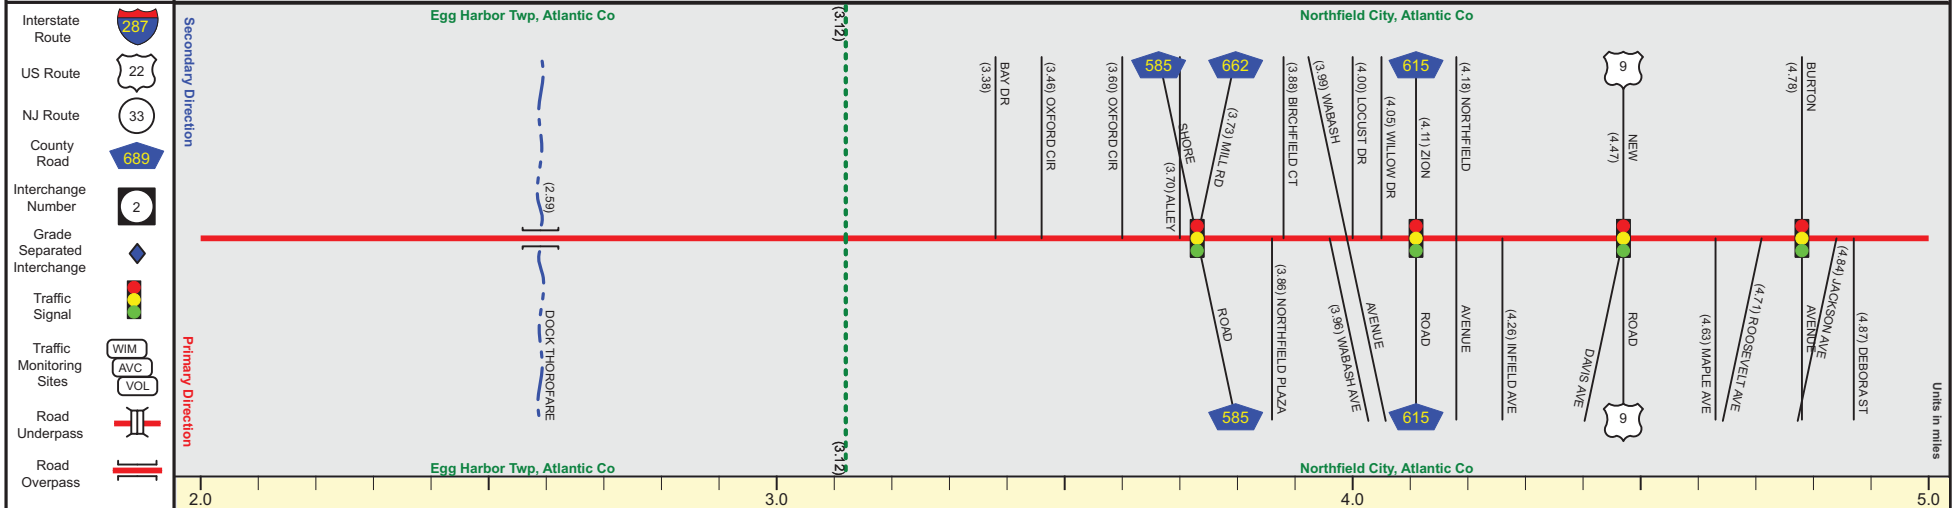 Interstate
Route
287
US Route
22
NJ Route
33
County
Road
689
Interchange
Number
2
Grade
Separated
Interchange
Traffic
Signal
Traffic
Monitoring
Sites
WIM
AVC
VOL
Road
Underpass
Road
Overpass
Secondary Direction
Primary Direction
Egg Harbor Twp, Atlantic Co
(3.12)
Northfield City, Atlantic Co
(2.59)
DOCK THOROFARE
BAY DR
(3.38)
(3.46) OXFORD CIR
(3.60) OXFORD CIR
585
SHORE
ROAD
585
(3.70) ALLEY
662
(3.73) MILL RD
(3.86) NORTHFIELD PLAZA
(3.88) BIRCHFIELD CT
(3.96) WABASH AVE
(3.99) WABASH
AVENUE
(4.00) LOCUST DR
(4.05) WILLOW DR
615
(4.11) ZION
ROAD
615
(4.18) NORTHFIELD
AVENUE
(4.26) INFIELD AVE
9
NEW
(4.47)
ROAD
9
DAVIS AVE
(4.63) MAPLE AVE
(4.71) ROOSEVELT AVE
BURTON
(4.78)
AVENUE
(4.84) JACKSON AVE
(4.87) DEBORA ST
Units in miles
Egg Harbor Twp, Atlantic Co
(3.12)
Northfield City, Atlantic Co
2.0
3.0
4.0
5.0